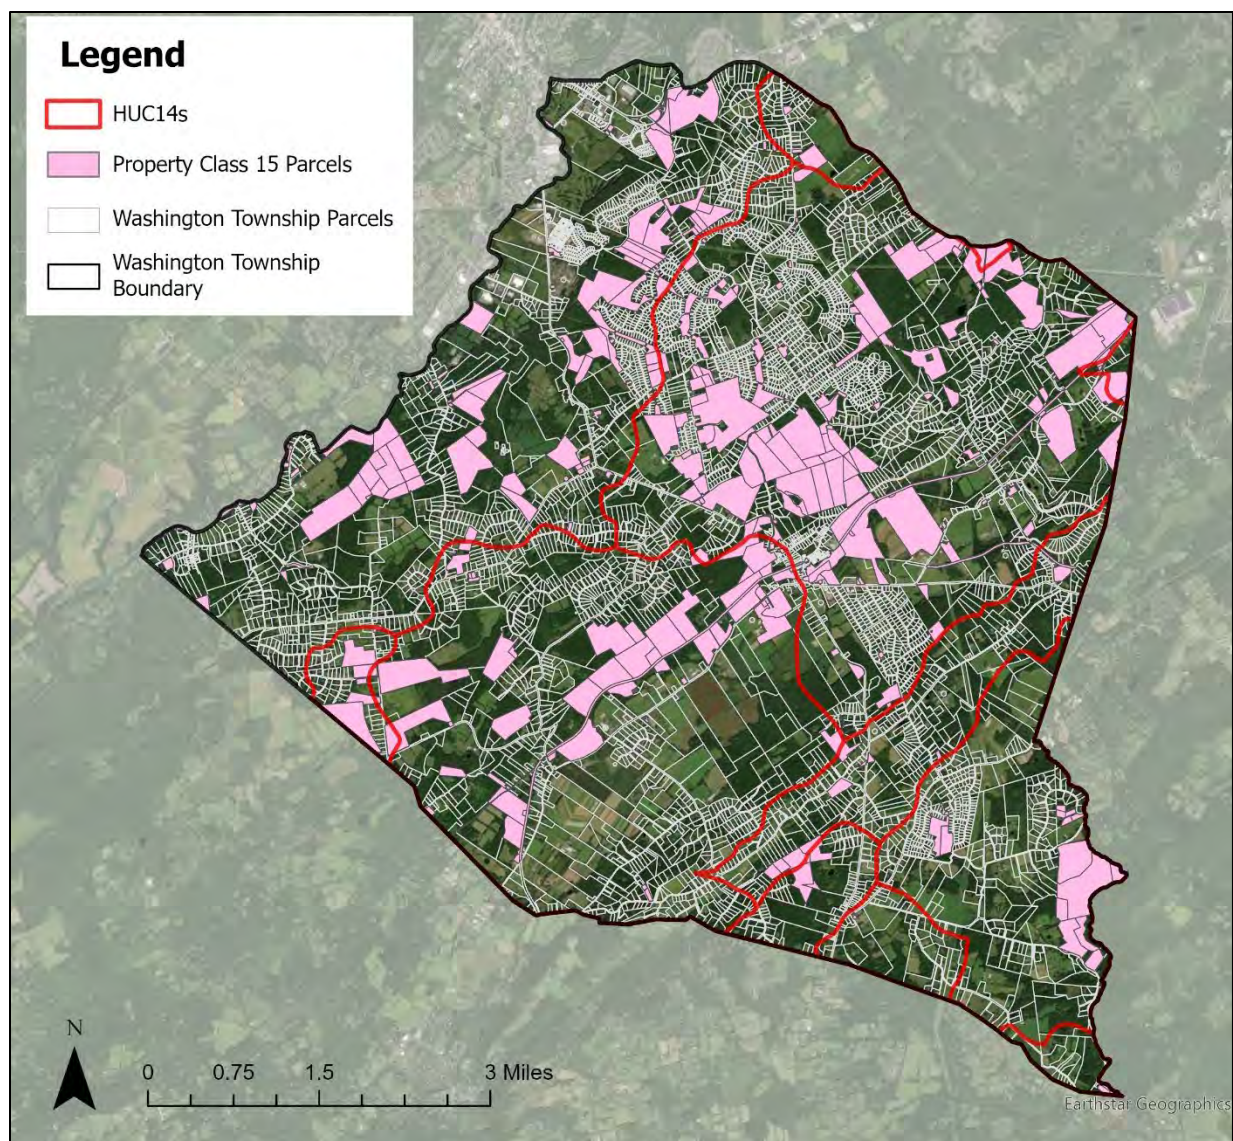 Legend
HUC14s
Property Class 15 Parcels
Washington Township Parcels
Washington Township
Boundary
N
0 0.75 1.5 3 Miles
Earthstar Geographics